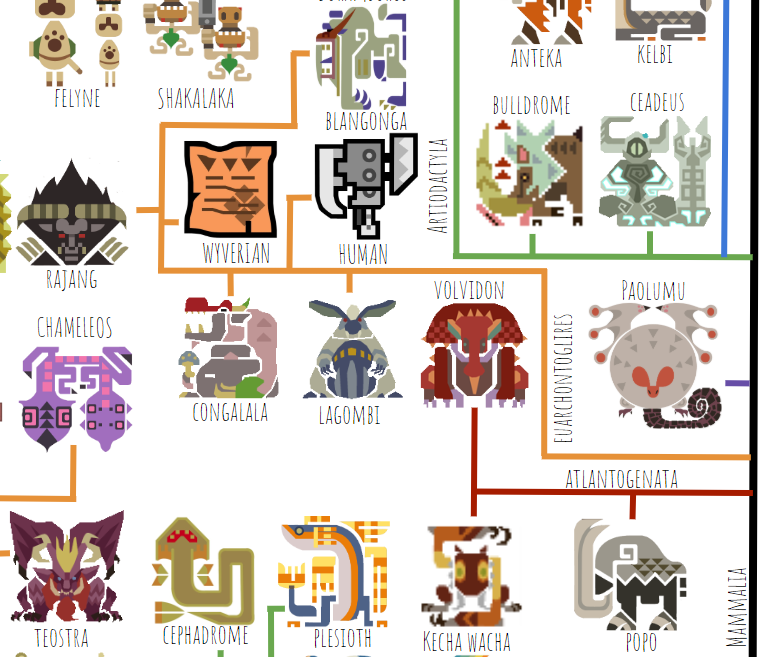 FELYNE
SHAKALAKA
BLANGONGA
ANTEKA
KELBI
BULLDROME
CEADEUS
ARTIODACTYLA
RAJANG
WYVERIAN
HUMAN
CHAMELEOS
CONGALALA
LAGOMBI
VOLVIDON
EUARCHONTOGLIRES
PAOLUMU
ATLANTOGENATA
TEOSTRA
CEPHADROME
PLESIOTH
KECHA WACHA
POPO
MAMMALIA